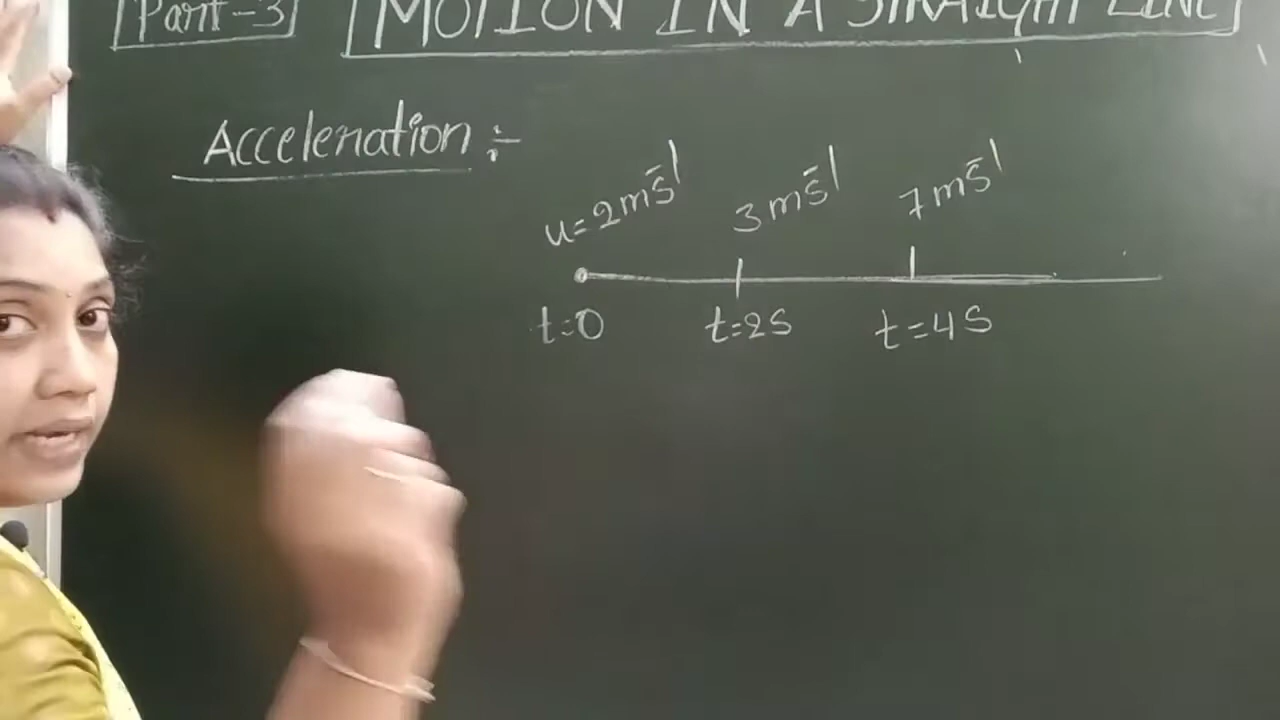 Part-3 MOTION IN A STRAIGHT LINE
Acceleration :-
u=2ms⁻¹ 3ms⁻¹ 7ms⁻¹
t=0 t=2s t=4s